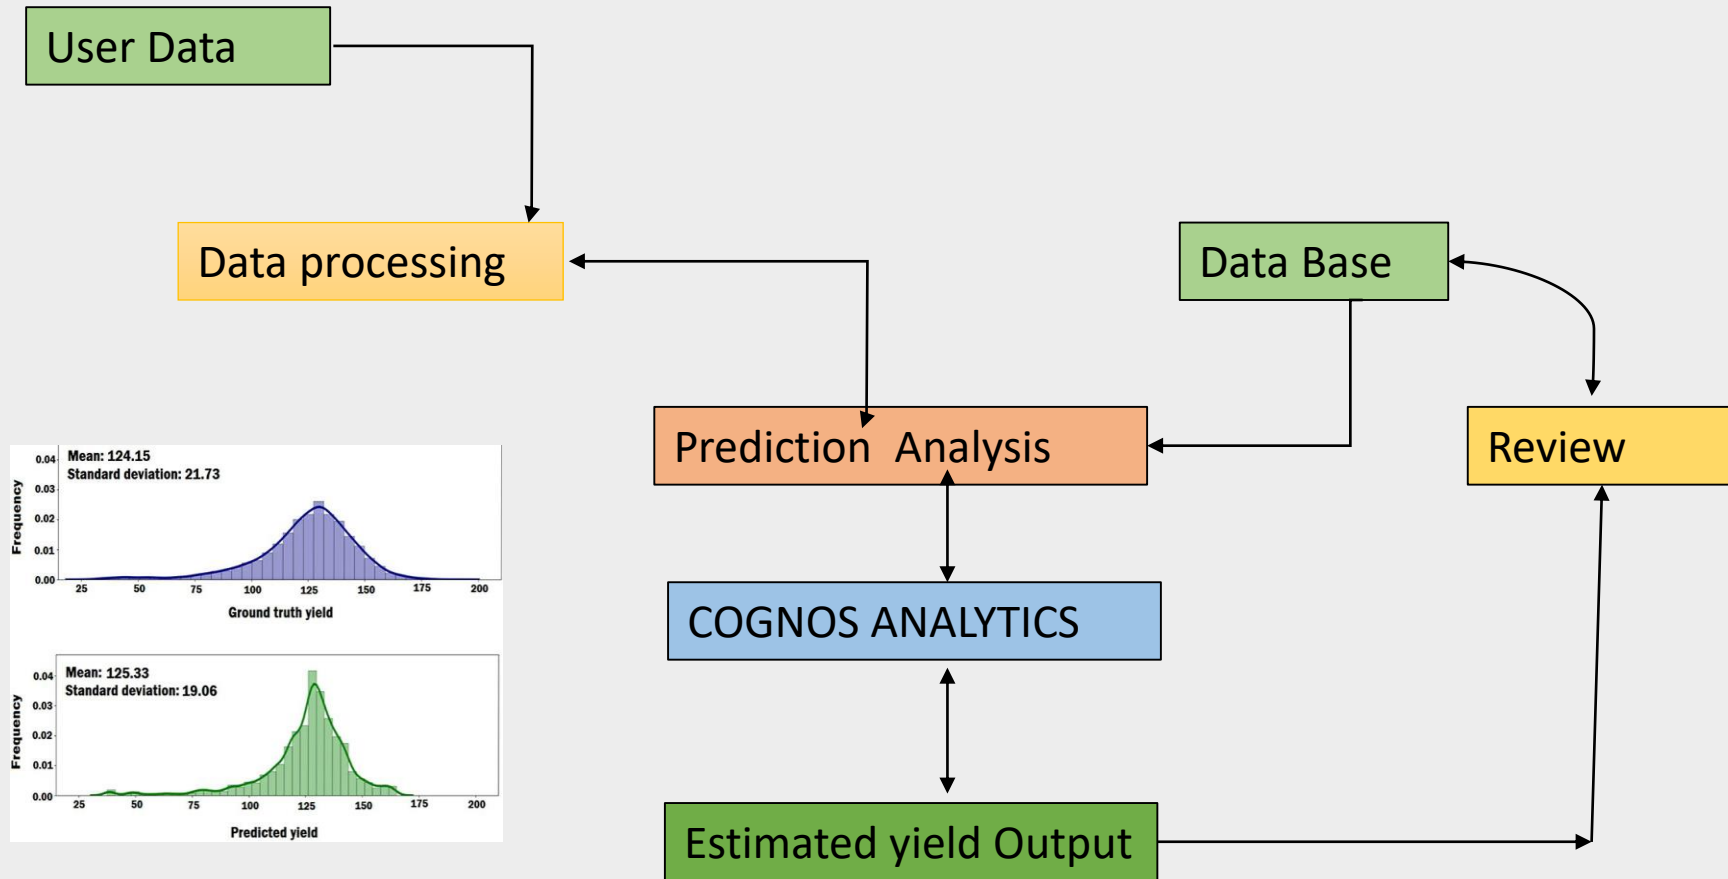 User Data
Data processing
Data Base
Prediction  Analysis
Review
COGNOS ANALYTICS
Estimated yield Output
Mean: 124.15
Standard deviation: 21.73
Frequency
0.04
0.03
0.02
0.01
0.00
25 50 75 100 125 150 175 200
Ground truth yield
Mean: 125.33
Standard deviation: 19.06
Frequency
0.04
0.03
0.02
0.01
0.00
25 50 75 100 125 150 175 200
Predicted yield